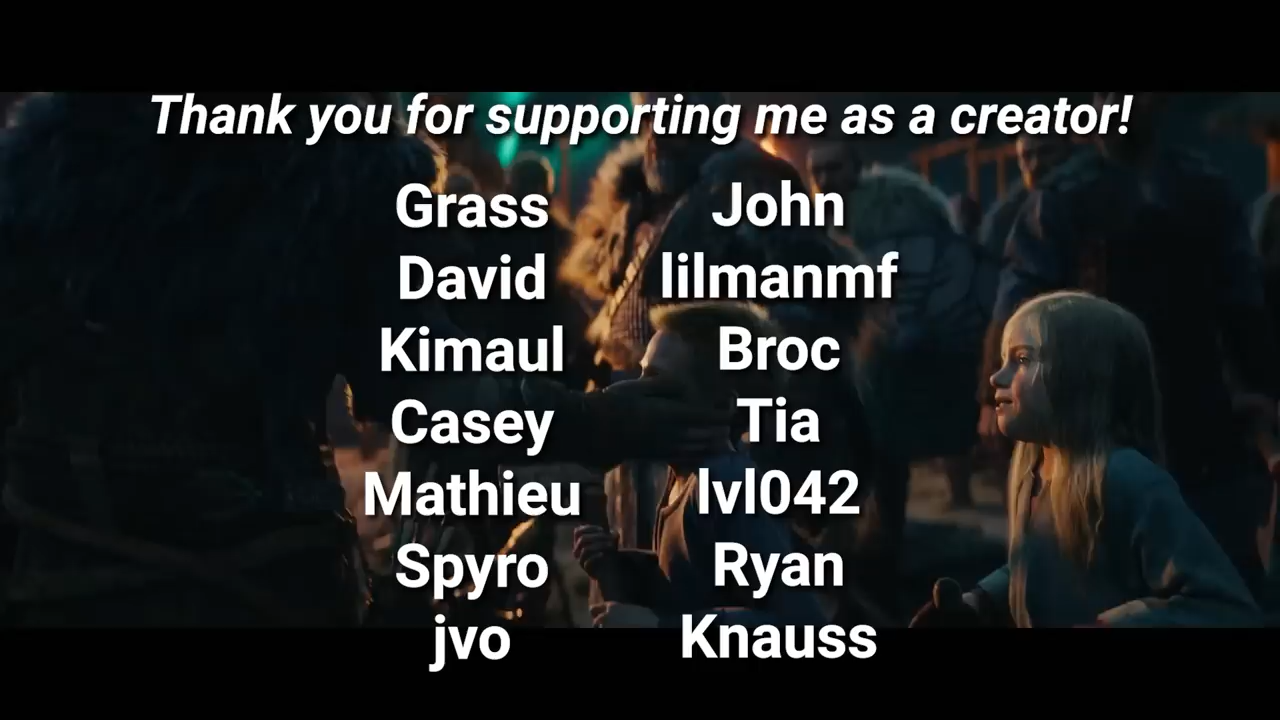 Thank you for supporting me as a creator!
Grass
David
Kimaul
Casey
Mathieu
Spyro
jvo
John
lilmanmf
Broc
Tia
lvl042
Ryan
Knauss